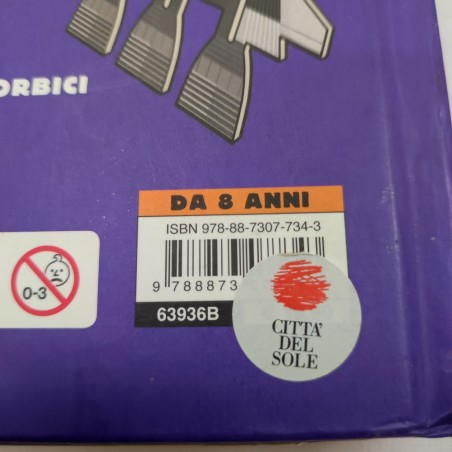 ORBICI
DA 8 ANNI
ISBN 978-88-7307-734-3
9 788873
63936B
0-3
CITTA'
DEL
SOLE